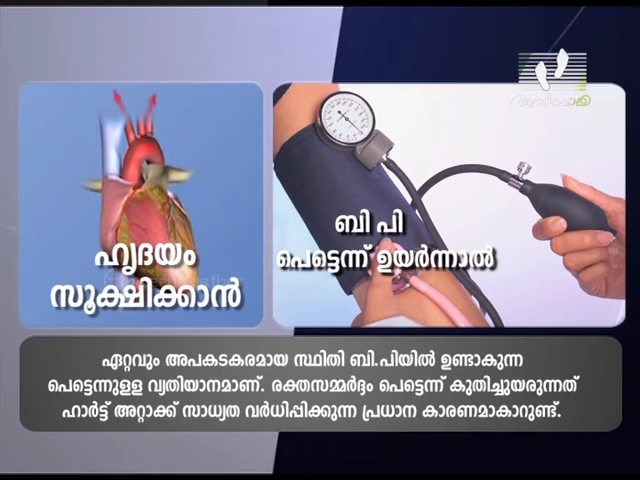 ഹൃദയം
സൂക്ഷിക്കാൻ
ബി പി
പെട്ടെന്ന് ഉയർന്നാൽ
ഏറ്റവും അപകടകരമായ സ്ഥിതി ബി.പിയിൽ ഉണ്ടാകുന്ന
പെട്ടെന്നുളള വ്യതിയാനമാണ്. രക്തസമ്മർദ്ദം പെട്ടെന്ന് കുതിച്ചുയരുന്നത്
ഹാർട്ട് അറ്റാക്ക് സാധ്യത വർധിപ്പിക്കുന്ന പ്രധാന കാരണമാകാറുണ്ട്.